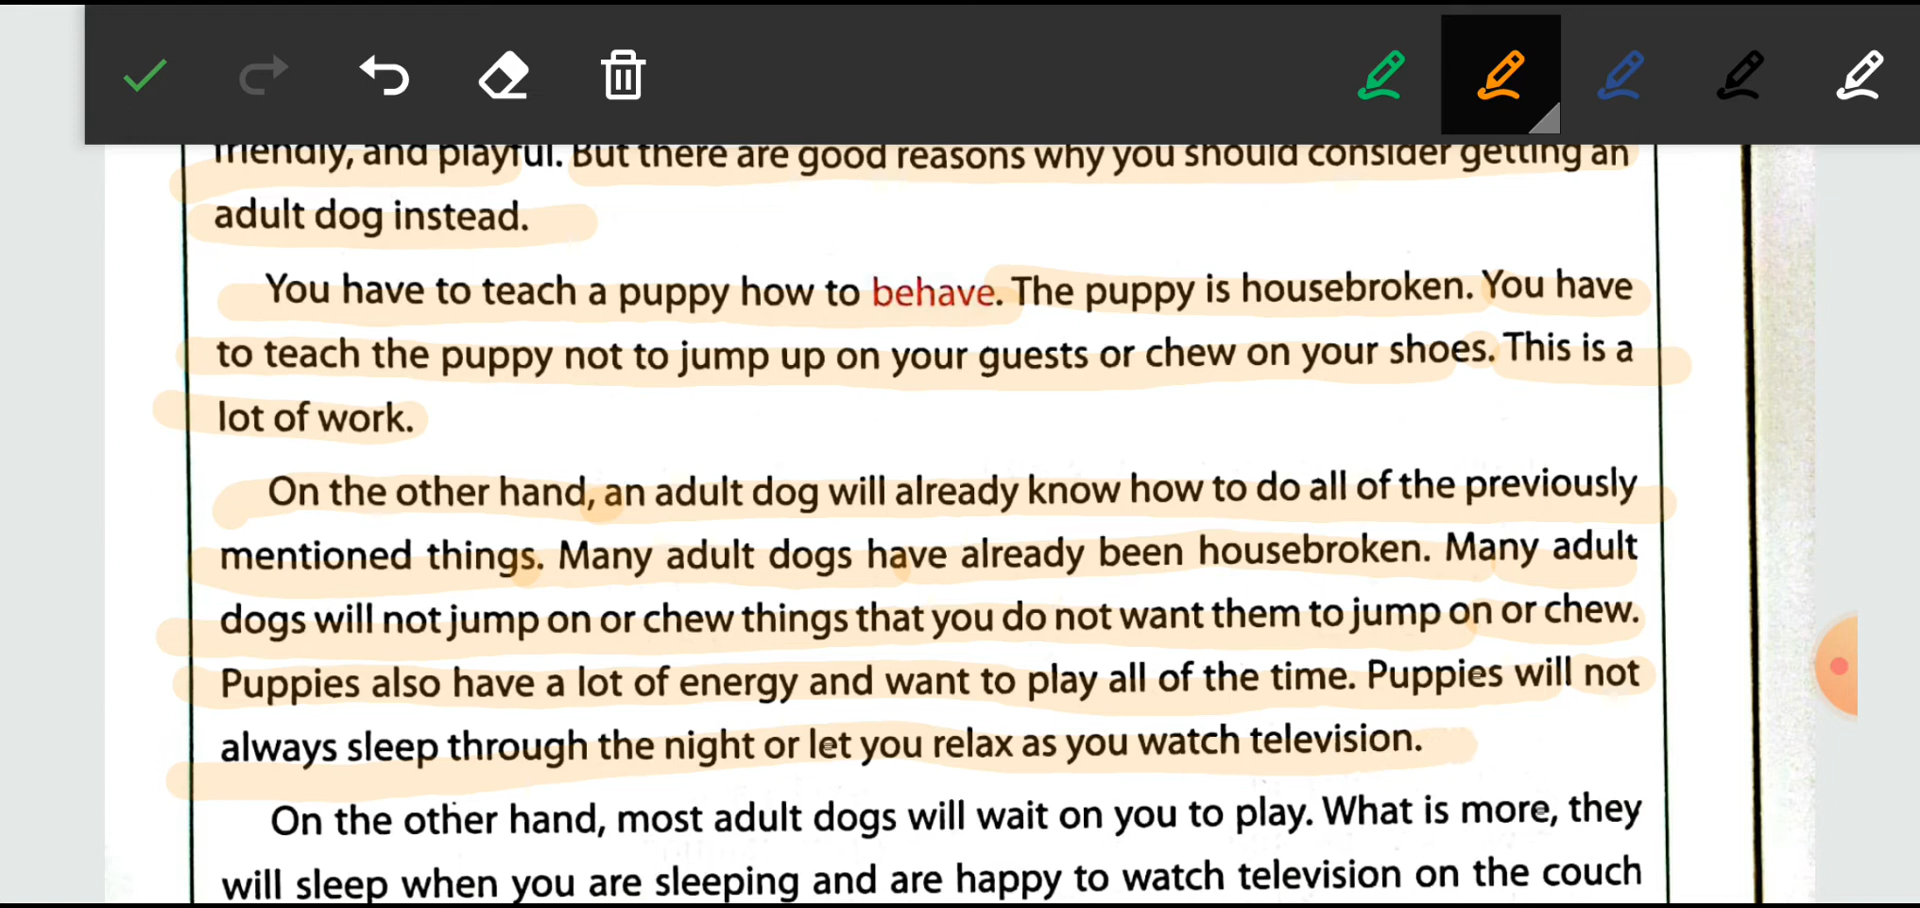 friendly, and playful. But there are good reasons why you should consider getting an
adult dog instead.
You have to teach a puppy how to behave. The puppy is housebroken. You have
to teach the puppy not to jump up on your guests or chew on your shoes. This is a
lot of work.
On the other hand, an adult dog will already know how to do all of the previously
mentioned things. Many adult dogs have already been housebroken. Many adult
dogs will not jump on or chew things that you do not want them to jump on or chew.
Puppies also have a lot of energy and want to play all of the time. Puppies will not
always sleep through the night or let you relax as you watch television.
On the other hand, most adult dogs will wait on you to play. What is more, they
will sleep when you are sleeping and are happy to watch television on the couch